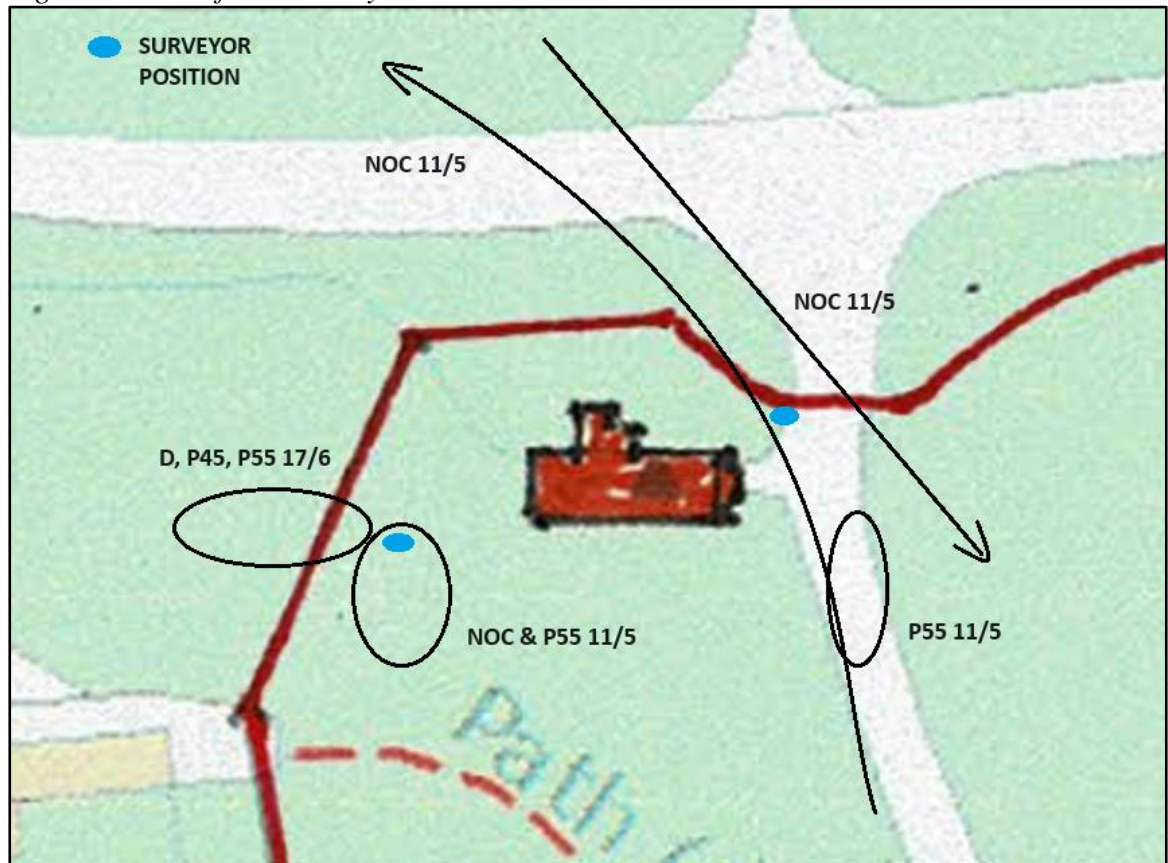 SURVEYOR
POSITION
NOC 11/5
NOC 11/5
D, P45, P55 17/6
NOC & P55 11/5
P55 11/5
Path